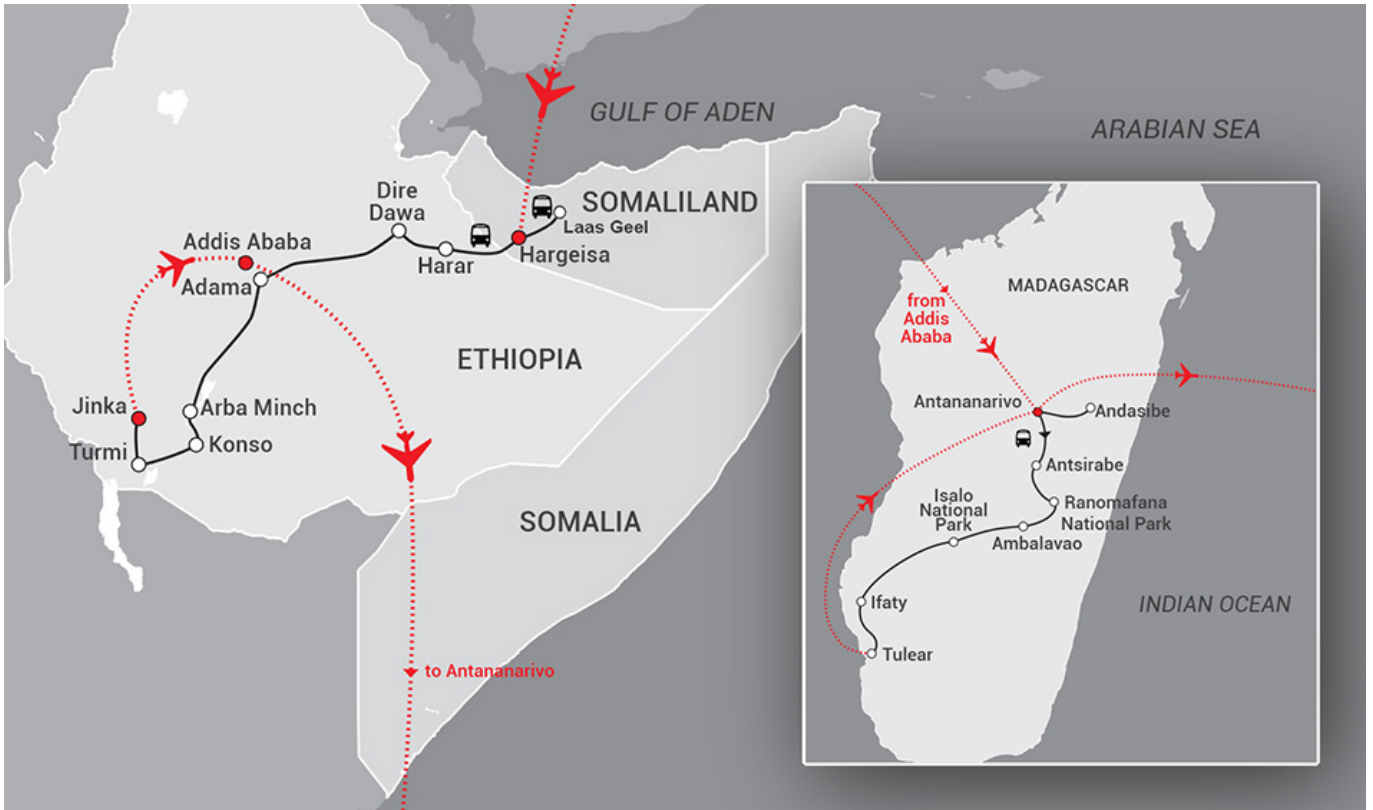 GULF OF ADEN
ARABIAN SEA
Dire
Dawa
SOMALILAND
Laas Geel
Addis Ababa
Harar
Hargeisa
Adama
ETHIOPIA
Jinka
Arba Minch
Turmi
Konso
SOMALIA
to Antananarivo
MADAGASCAR
from
Addis
Ababa
Antananarivo
Andasibe
Antsirabe
Isalo
National
Park
Ranomafana
National Park
Ambalavao
Ifaty
INDIAN OCEAN
Tulear